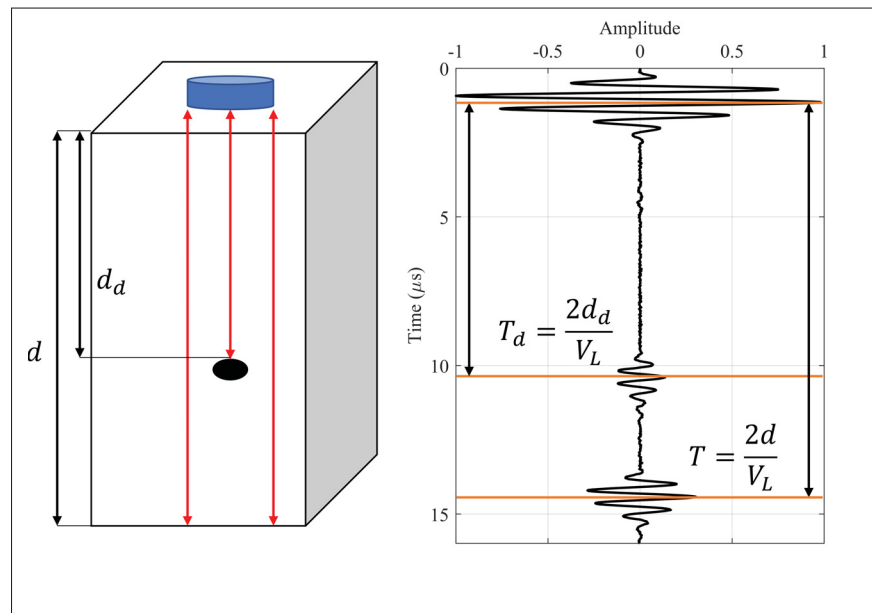 d_d
d
Amplitude
-1 -0.5 0 0.5 1
0
5
10
15
Time (μs)
T_d = 2d_d / V_L
T = 2d / V_L